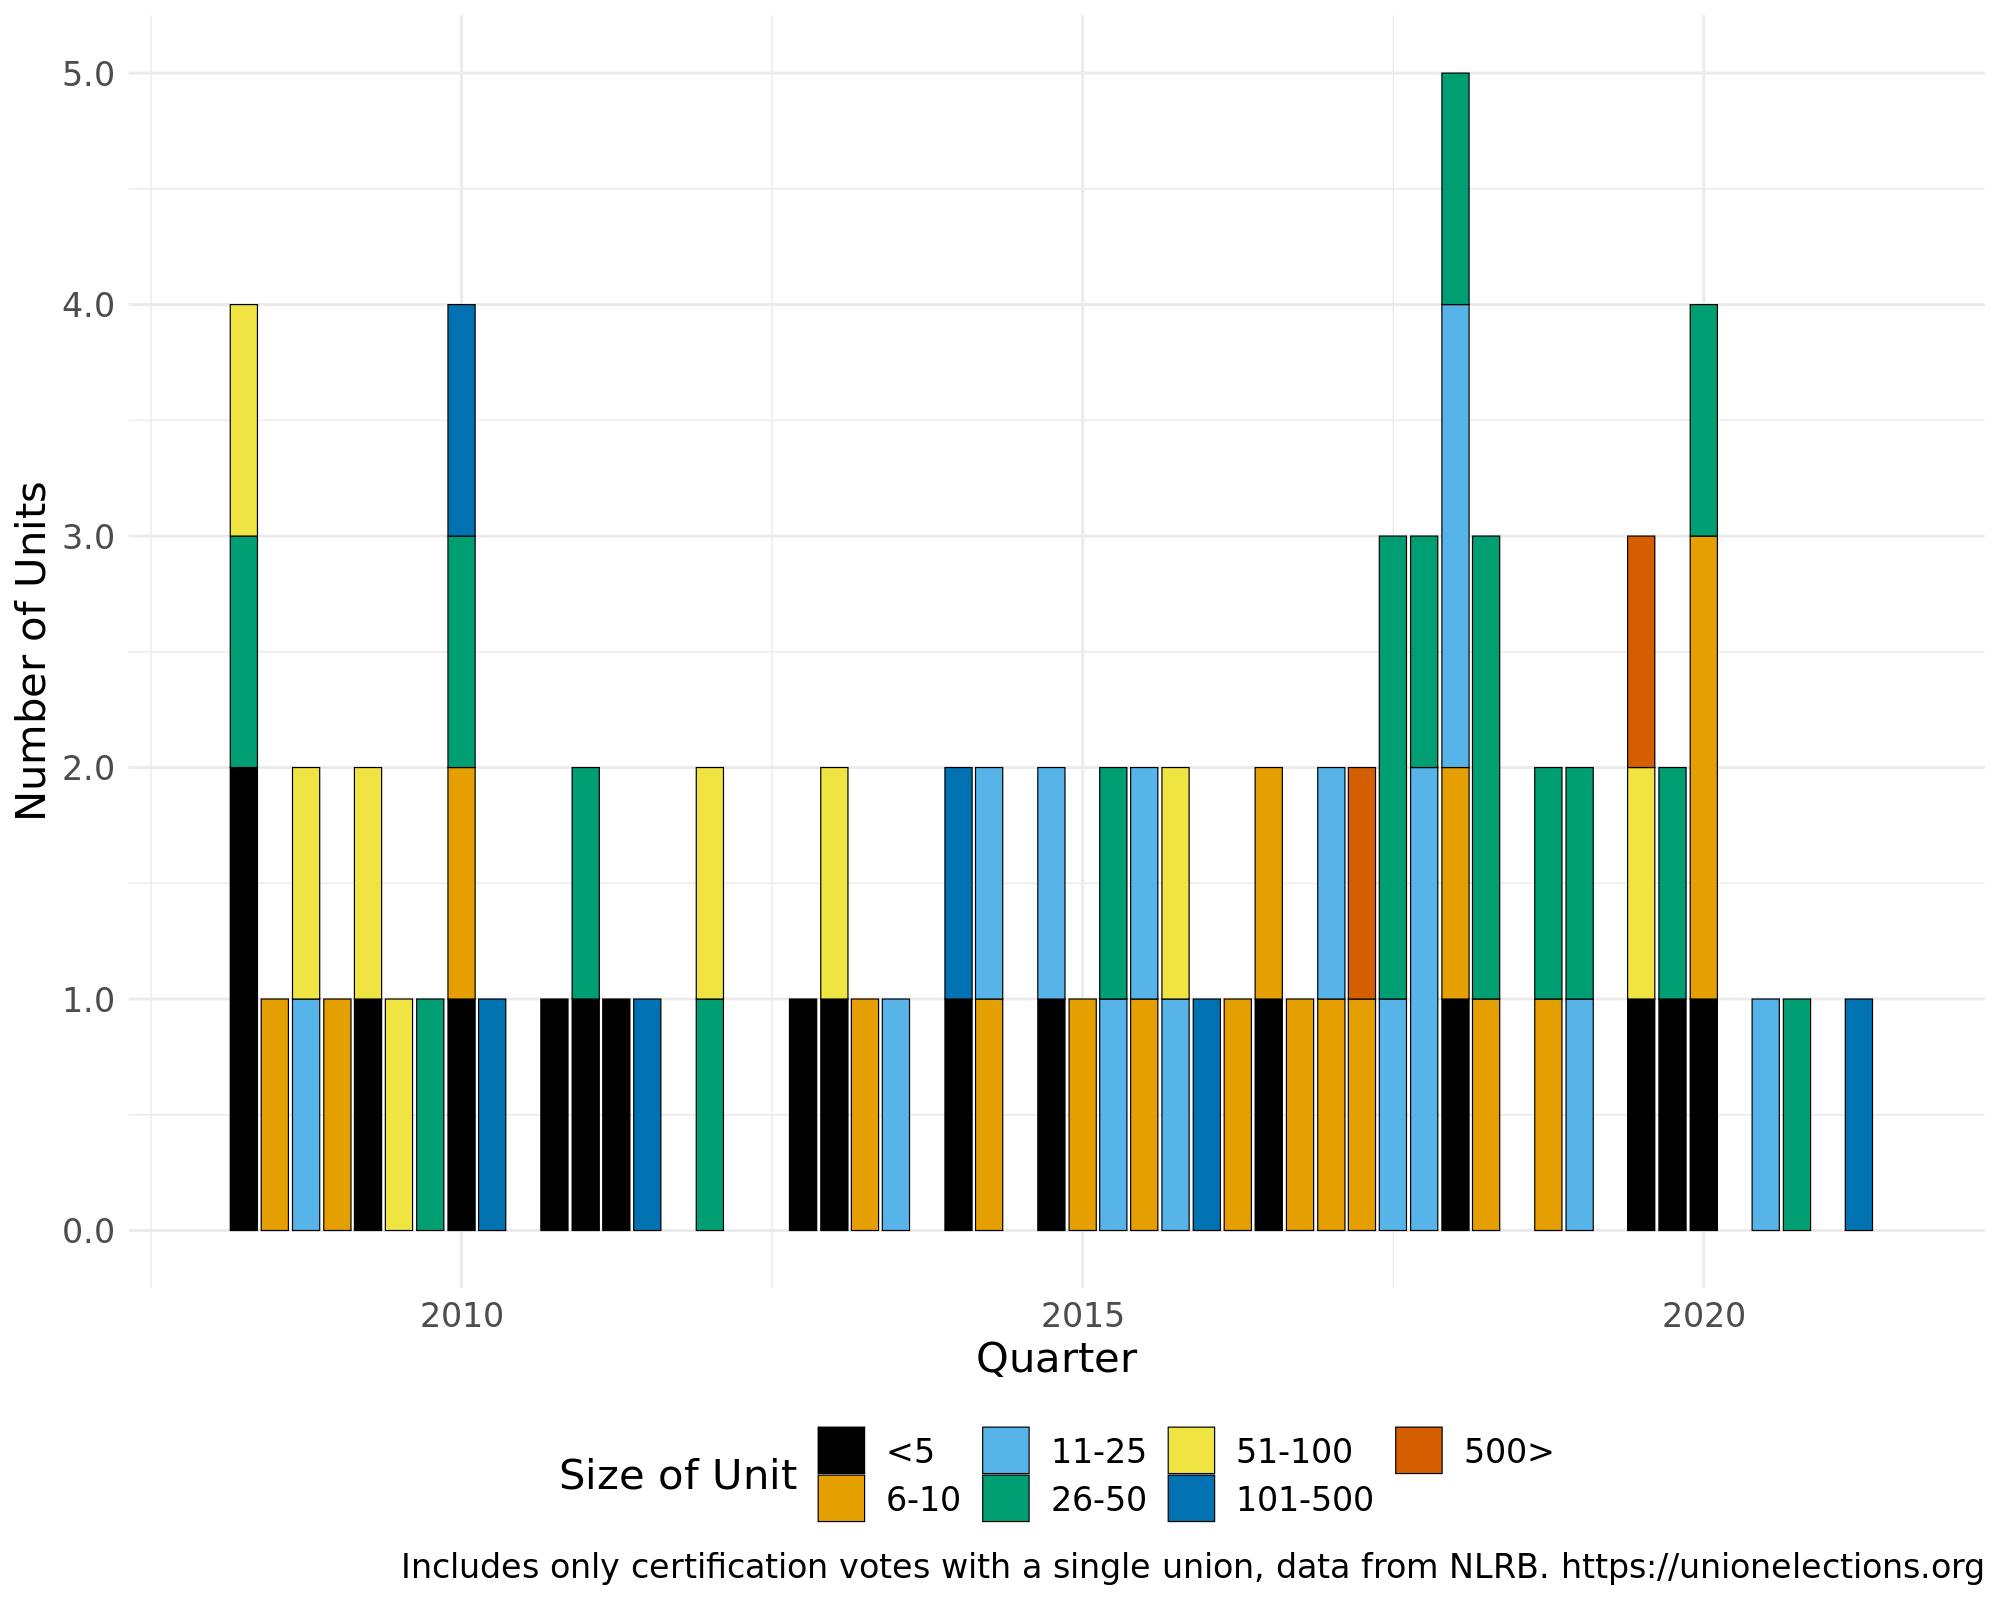 5.0
4.0
3.0
2.0
1.0
0.0
Number of Units
2010 2015 2020
Quarter
Size of Unit
<5 11-25 51-100 500>
6-10 26-50 101-500
Includes only certification votes with a single union, data from NLRB. https://unionelections.org